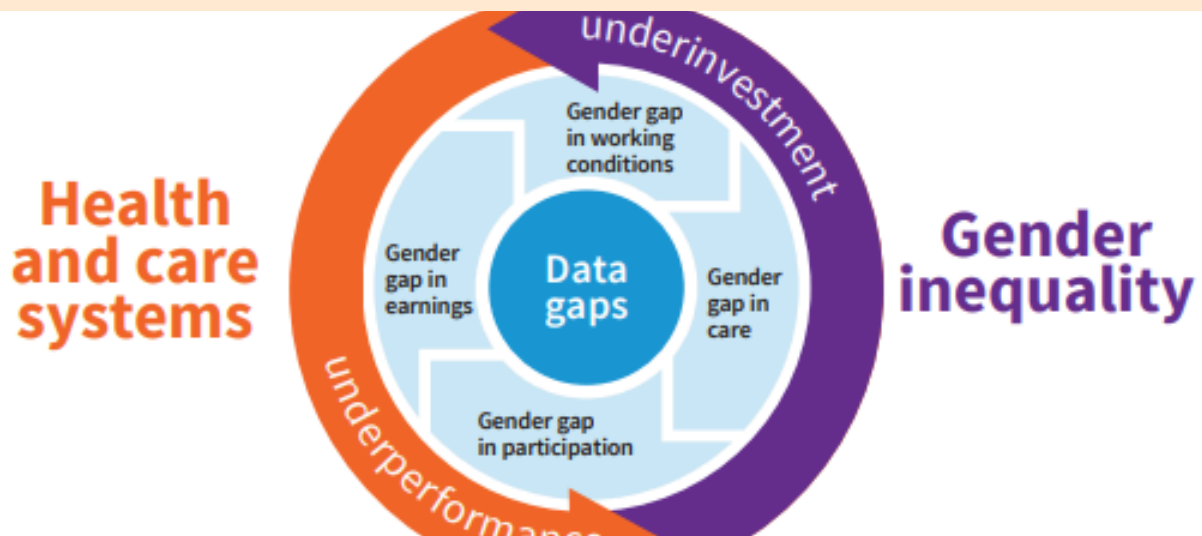 underinvestment
Gender gap
in working
conditions
Health
and care
systems
Gender
gap in
earnings
Data
gaps
Gender
gap in
care
Gender
inequality
Gender gap
in participation
underperformance